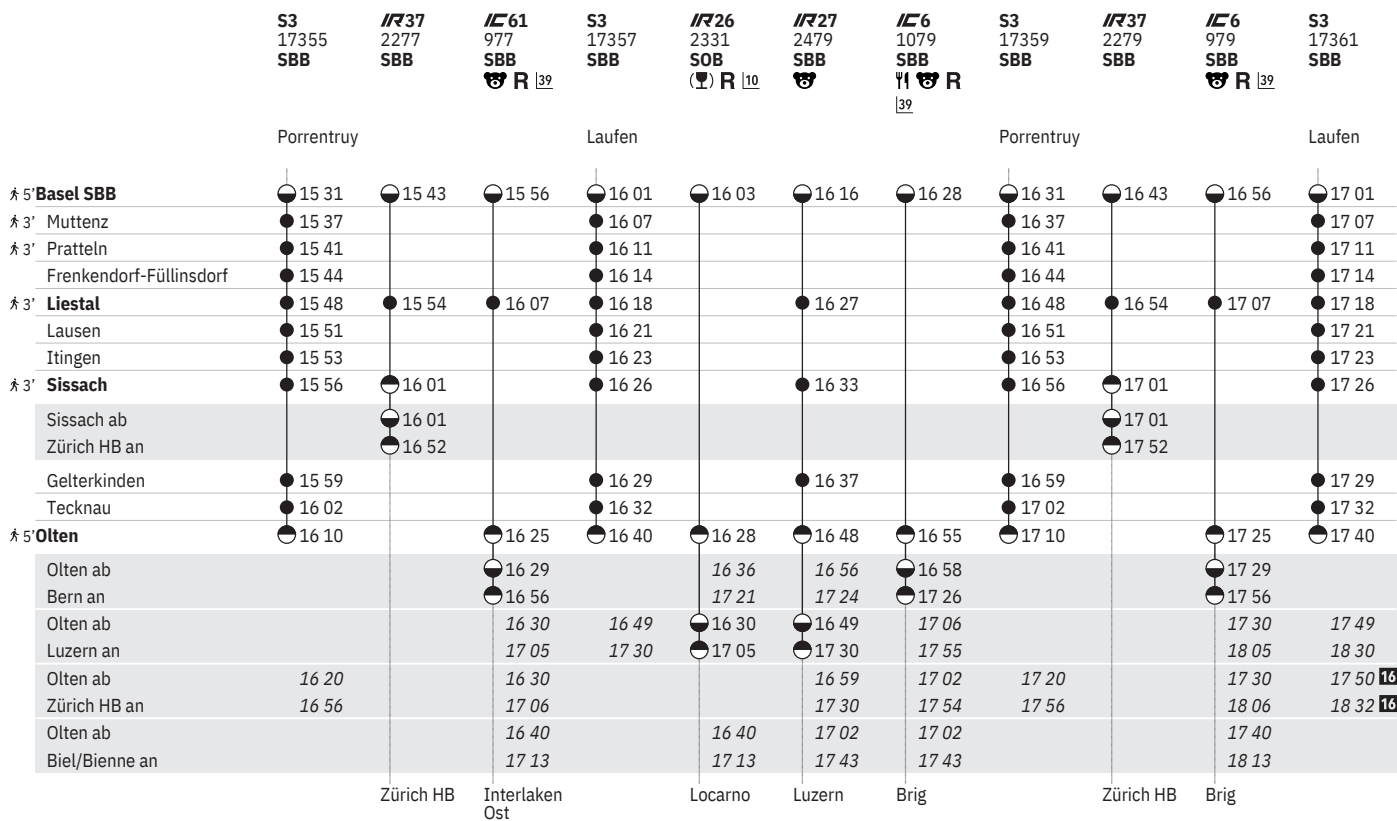 S3 IR37 IC61 S3 IR26 IR27 IC6 S3 IR37 IC6 S3
17355 2277 977 17357 2331 2479 1079 17359 2279 979 17361
SBB SBB SBB SBB SOB SBB SBB SBB SBB SBB SBB
R 39 R 10 R R 39
39
Porrentruy Laufen Porrentruy Laufen
5' Basel SBB 15 31 15 43 15 56 16 01 16 03 16 16 16 28 16 31 16 43 16 56 17 01
3' Muttenz 15 37 16 07 16 37 17 07
3' Pratteln 15 41 16 11 16 41 17 11
Frenkendorf-Füllinsdorf 15 44 16 14 16 44 17 14
3' Liestal 15 48 15 54 16 07 16 18 16 27 16 48 16 54 17 07 17 18
Lausen 15 51 16 21 16 51 17 21
Itingen 15 53 16 23 16 53 17 23
3' Sissach 15 56 16 01 16 26 16 33 16 56 17 01 17 26
Sissach ab 16 01 17 01
Zürich HB an 16 52 17 52
Gelterkinden 15 59 16 29 16 37 16 59 17 29
Tecknau 16 02 16 32 17 02 17 32
5' Olten 16 10 16 25 16 40 16 28 16 48 16 55 17 10 17 25 17 40
Olten ab 16 29 16 36 16 56 16 58 17 29
Bern an 16 56 17 21 17 24 17 26 17 56
Olten ab 16 30 16 49 16 30 16 49 17 06 17 30 17 49
Luzern an 17 05 17 30 17 05 17 30 17 55 18 05 18 30
Olten ab 16 20 16 30 16 59 17 02 17 20 17 30 17 50 16
Zürich HB an 16 56 17 06 17 30 17 54 17 56 18 06 18 32 16
Olten ab 16 40 16 40 17 02 17 02 17 40
Biel/Bienne an 17 13 17 13 17 43 17 43 18 13
Zürich HB Interlaken Locarno Luzern Brig Zürich HB Brig
Ost